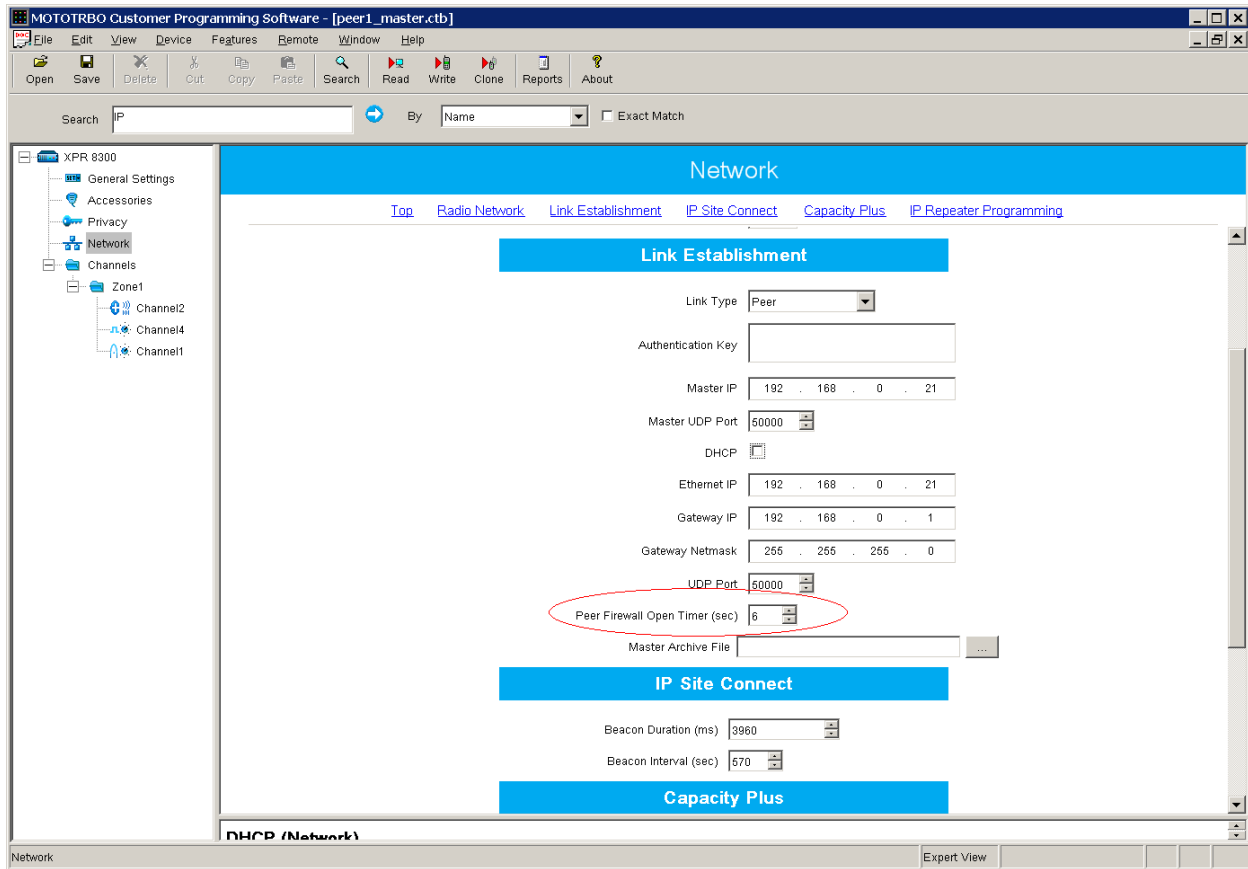 MOTOTRBO Customer Programming Software - [peer1_master.ctb]
File Edit View Device Features Remote Window Help
Open Save Delete Cut Copy Paste Search Read Write Clone Reports About
Search IP By Name Exact Match
XPR 8300
General Settings
Accessories
Privacy
Network
Channels
Zone1
Channel2
Channel4
Channel1
Network
Top Radio Network Link Establishment IP Site Connect Capacity Plus IP Repeater Programming
Link Establishment
Link Type Peer
Authentication Key
Master IP 192 . 168 . 0 . 21
Master UDP Port 50000
DHCP
Ethernet IP 192 . 168 . 0 . 21
Gateway IP 192 . 168 . 0 . 1
Gateway Netmask 255 . 255 . 255 . 0
UDP Port 50000
Peer Firewall Open Timer (sec) 6
Master Archive File ...
IP Site Connect
Beacon Duration (ms) 3960
Beacon Interval (sec) 570
Capacity Plus
DHCP (Network)
Network Expert View